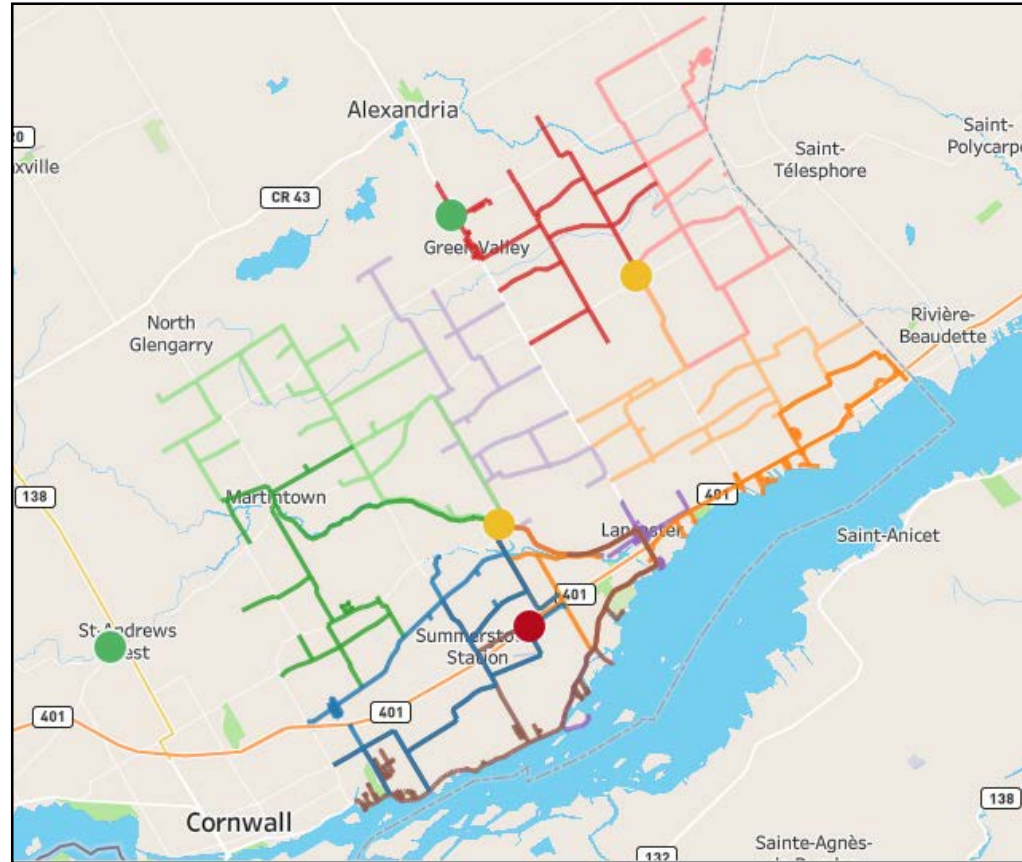 Alexandria
Saint-
Polycarpe
20
Saint-
Télesphore
xville
CR 43
Green Valley
North
Glengarry
Rivière-
Beaudette
138
Martintown
401
Lancaster
Saint-Anicet
401
St-Andrews
West
Station
401
401
138
Cornwall
Sainte-Agnès-
132